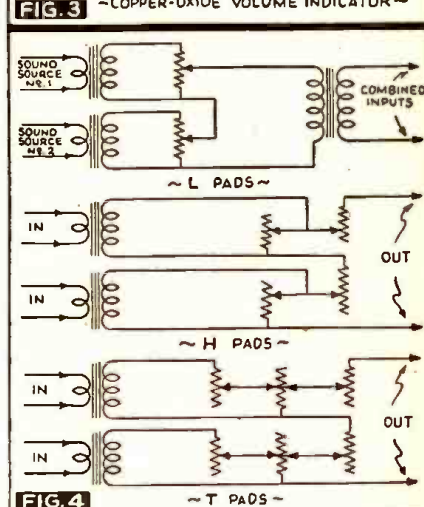 FIG. 3 ~COPPER-OXIDE VOLUME INDICATOR~
SOUND
SOURCE
Nº. 1
COMBINED
INPUTS
SOUND
SOURCE
Nº. 2
~ L PADS ~
IN
OUT
IN
~ H PADS ~
IN
OUT
IN
FIG. 4 ~ T PADS ~